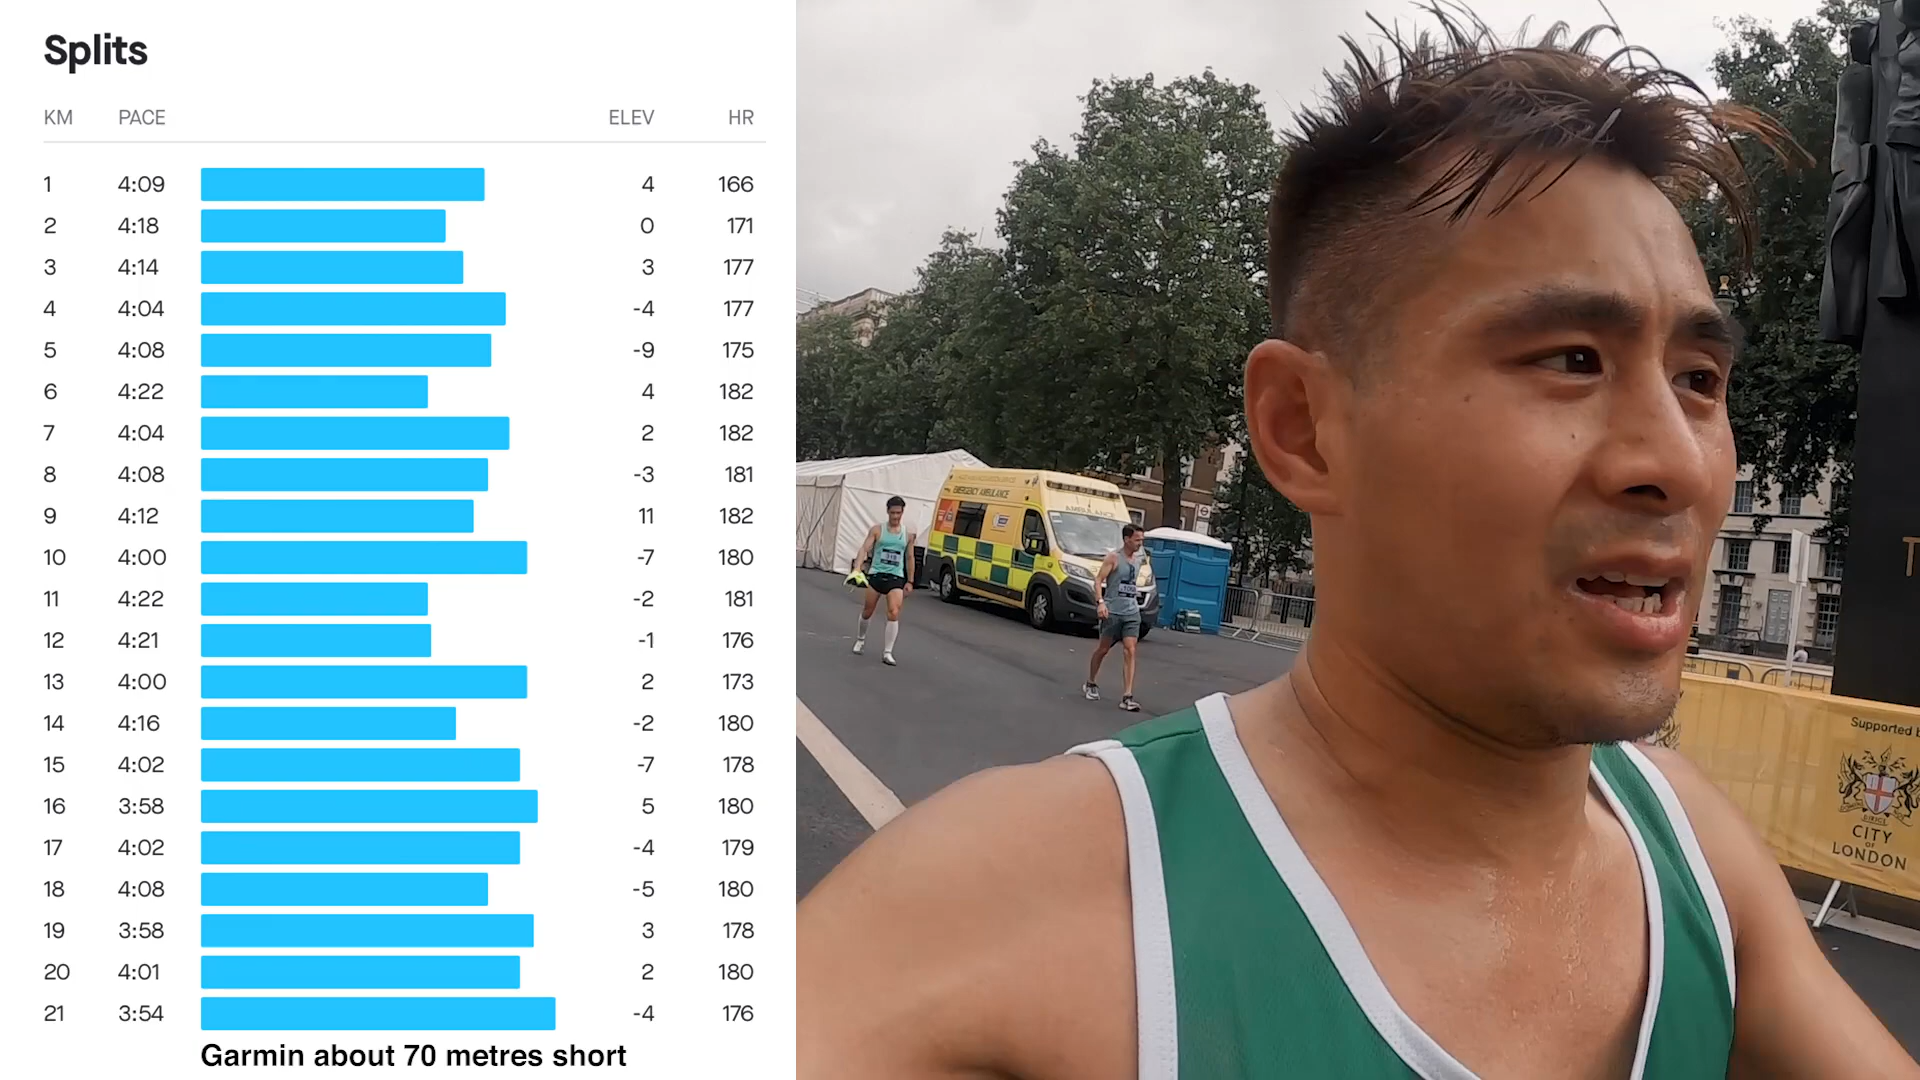 Splits
KM PACE ELEV HR
1 4:09 4 166
2 4:18 0 171
3 4:14 3 177
4 4:04 -4 177
5 4:08 -9 175
6 4:22 4 182
7 4:04 2 182
8 4:08 -3 181
9 4:12 11 182
10 4:00 -7 180
11 4:22 -2 181
12 4:21 -1 176
13 4:00 2 173
14 4:16 -2 180
15 4:02 -7 178
16 3:58 5 180
17 4:02 -4 179
18 4:08 -5 180
19 3:58 3 178
20 4:01 2 180
21 3:54 -4 176
Garmin about 70 metres short
EMERGENCY AMBULANCE
Supported b
CITY
OF
LONDON